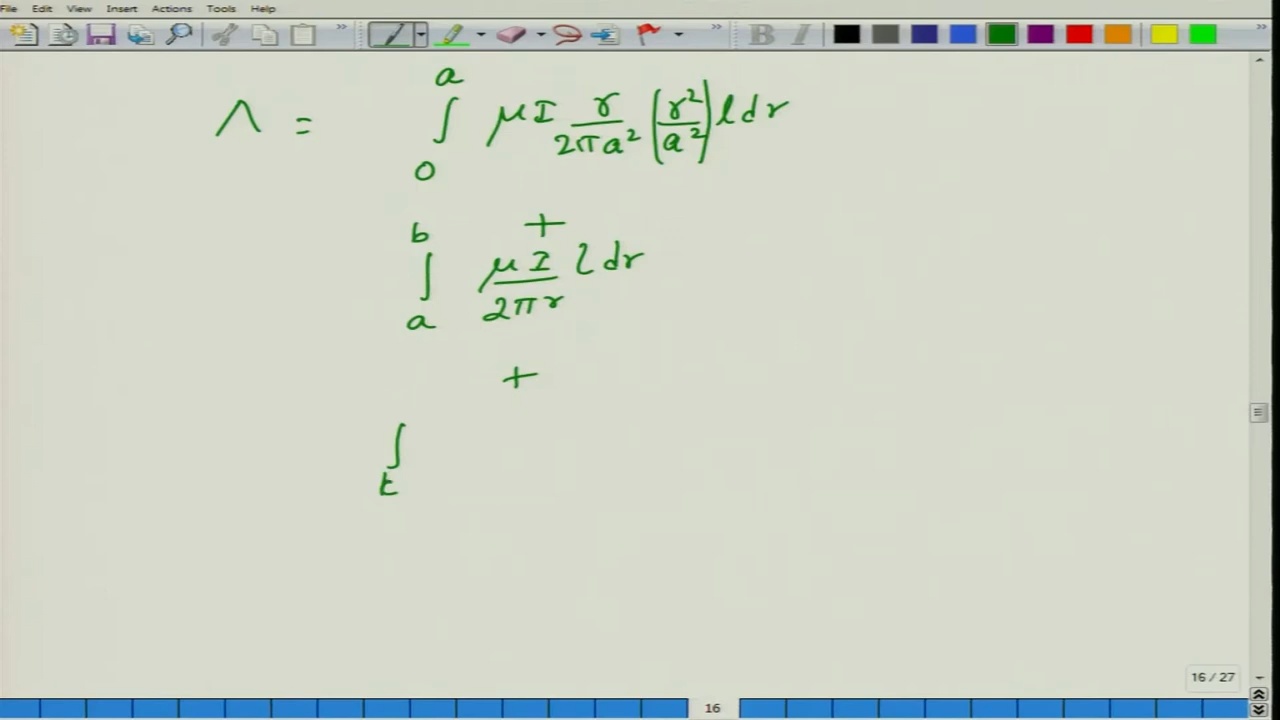 File Edit View Insert Actions Tools Help
Λ = ∫₀ᵃ μI r/2πa² (r²/a²) l dr
+
∫ₐᵇ μI/2πr l dr
+
∫ₜ
16 / 27
16